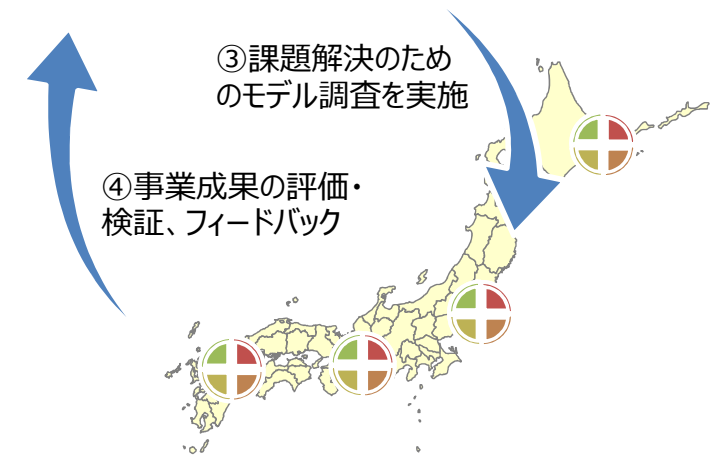 ③課題解決のため
のモデル調査を実施
④事業成果の評価・
検証、フィードバック